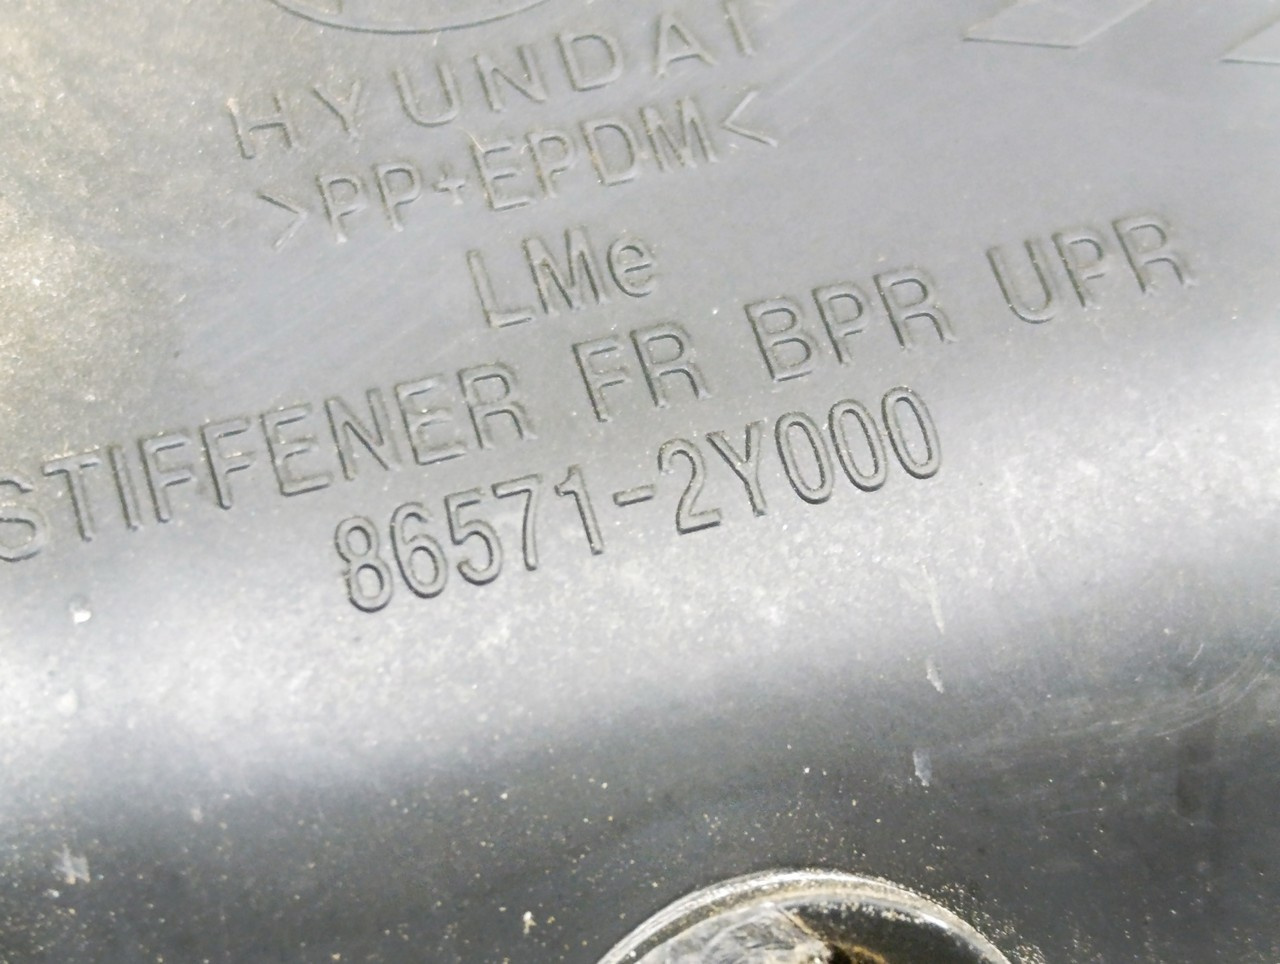 HYUNDAI
>PP+EPDM<
LMe
STIFFENER FR BPR UPR
86571-2Y000